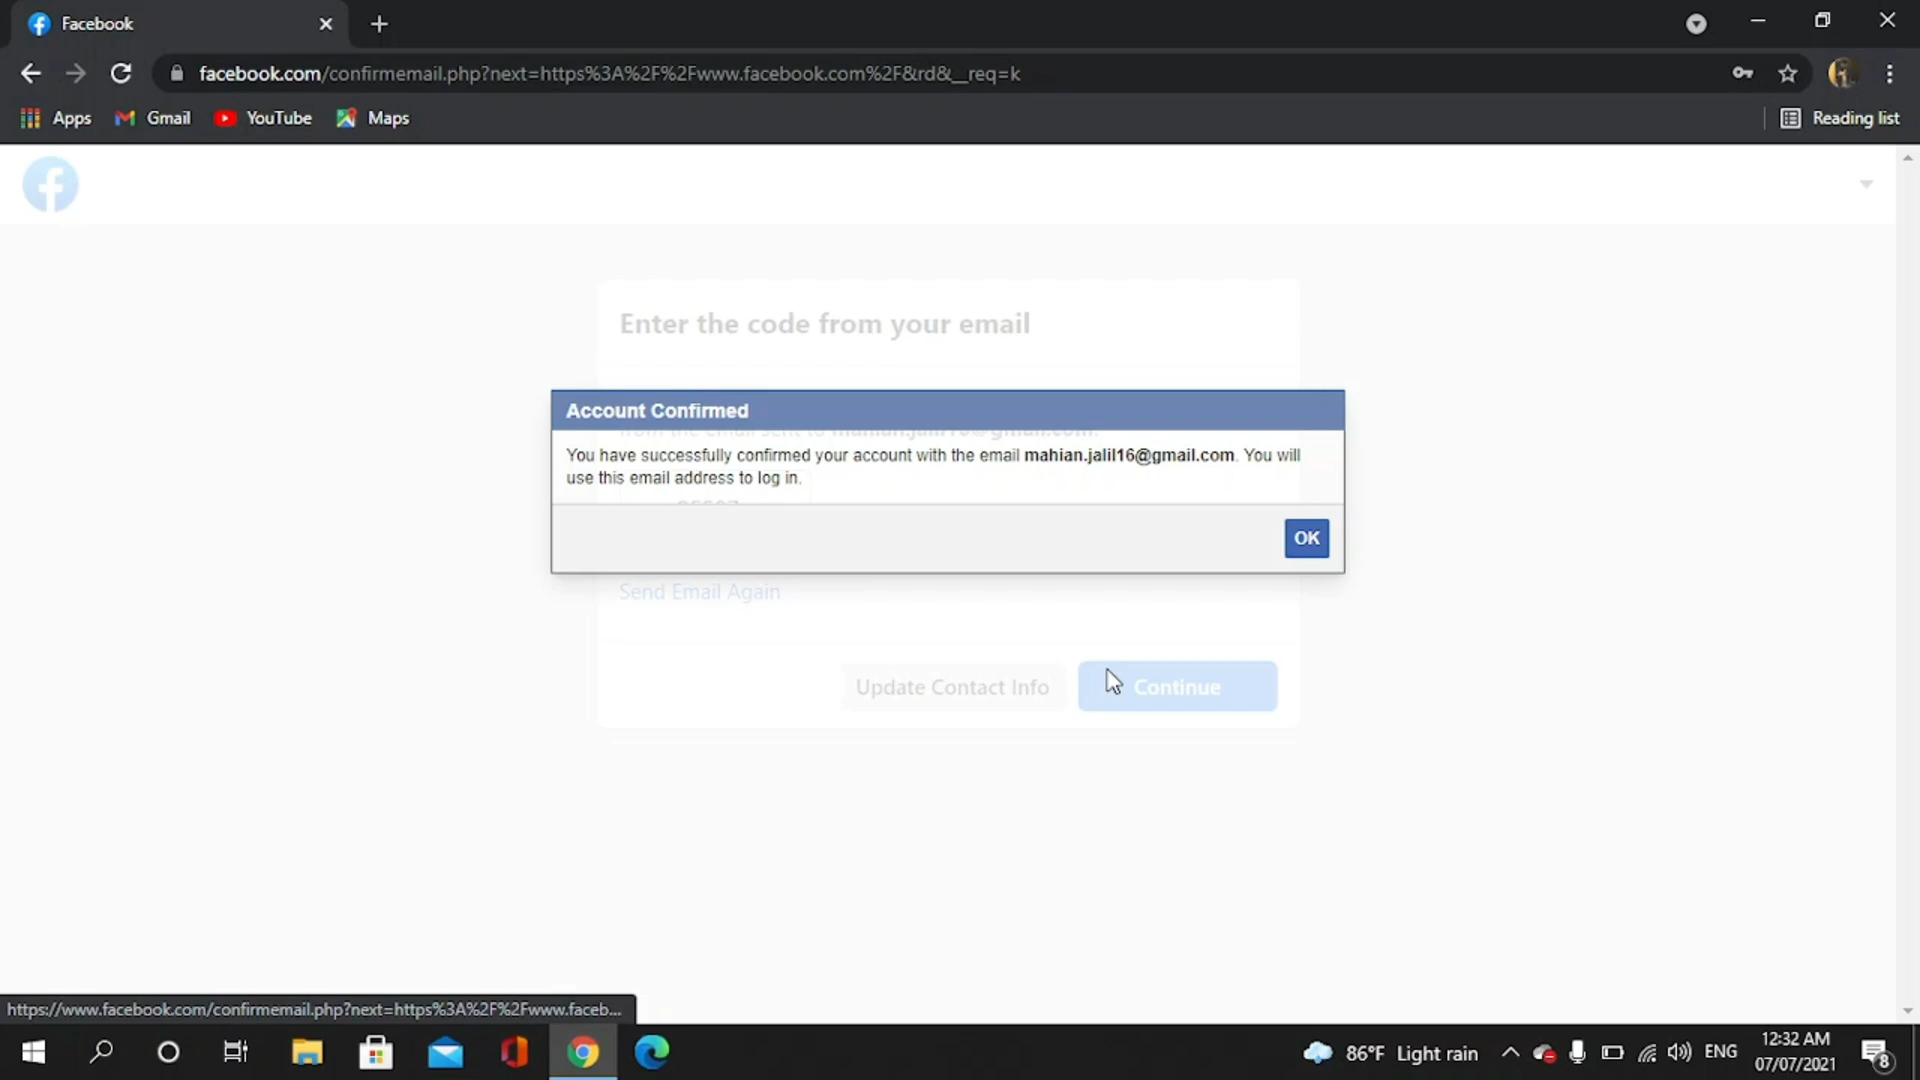 Facebook
facebook.com/confirmemail.php?next=https%3A%2F%2Fwww.facebook.com%2F&rd&__req=k
Apps Gmail YouTube Maps Reading list
Enter the code from your email
Account Confirmed
You have successfully confirmed your account with the email mahian.jalil16@gmail.com. You will
use this email address to log in.
OK
Send Email Again
Update Contact Info Continue
https://www.facebook.com/confirmemail.php?next=https%3A%2F%2Fwww.faceb...
86°F Light rain ENG 12:32 AM
07/07/2021 8